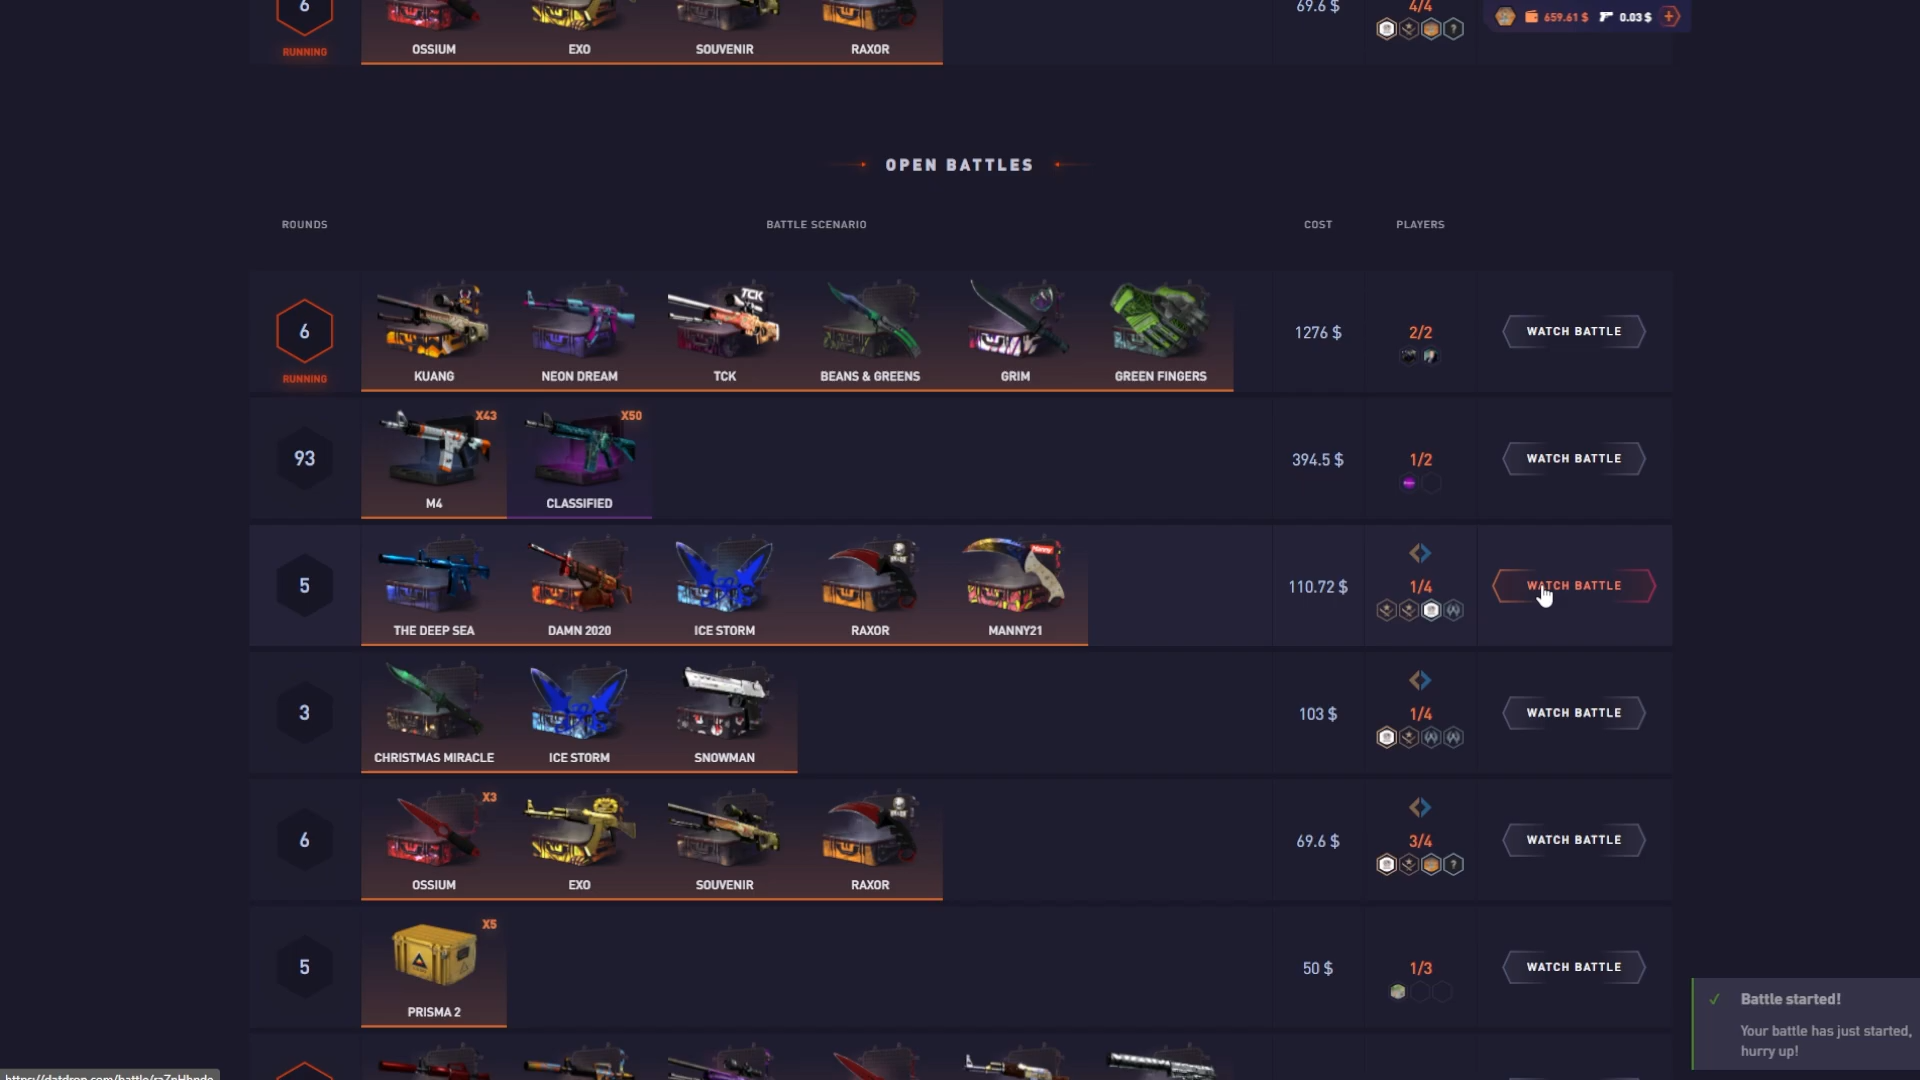 6
RUNNING
OSSIUM EXO SOUVENIR RAXOR
69.6 $
4/4
?
659.61 $ 0.03 $ +
OPEN BATTLES
ROUNDS BATTLE SCENARIO COST PLAYERS
6
RUNNING
TCK
KUANG NEON DREAM TCK BEANS & GREENS GRIM GREEN FINGERS
1276 $
2/2
WATCH BATTLE
93
X43 X50
M4 CLASSIFIED
394.5 $
1/2
WATCH BATTLE
5
Manny
THE DEEP SEA DAMN 2020 ICE STORM RAXOR MANNY21
110.72 $
1/4
WATCH BATTLE
3
CHRISTMAS MIRACLE ICE STORM SNOWMAN
103 $
1/4
WATCH BATTLE
6
X3
OSSIUM EXO SOUVENIR RAXOR
69.6 $
3/4
?
WATCH BATTLE
5
X5
PRISMA 2
50 $
1/3
WATCH BATTLE
✓ Battle started!
Your battle has just started,
hurry up!